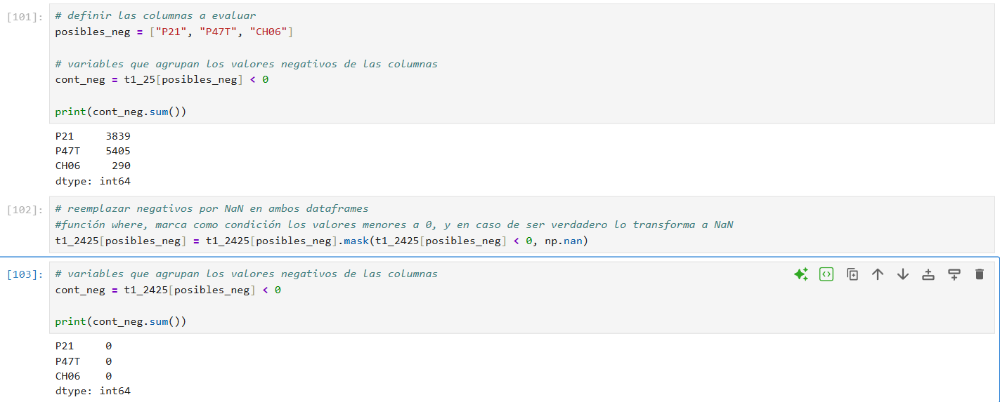 [101]:
# definir las columnas a evaluar
posibles_neg = ["P21", "P47T", "CH06"]
# variables que agrupan los valores negativos de las columnas
cont_neg = t1_25[posibles_neg] < 0
print(cont_neg.sum())
P21     3839
P47T    5405
CH06     290
dtype: int64
[102]:
# reemplazar negativos por NaN en ambos dataframes
#función where, marca como condición los valores menores a 0, y en caso de ser verdadero lo transforma a NaN
t1_2425[posibles_neg] = t1_2425[posibles_neg].mask(t1_2425[posibles_neg] < 0, np.nan)
[103]:
# variables que agrupan los valores negativos de las columnas
cont_neg = t1_2425[posibles_neg] < 0
print(cont_neg.sum())
P21     0
P47T    0
CH06    0
dtype: int64